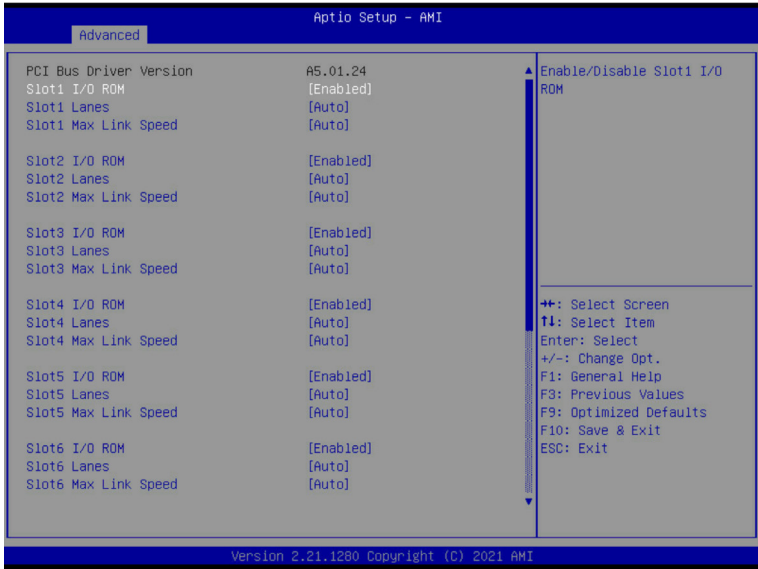 Aptio Setup – AMI
Advanced
PCI Bus Driver Version A5.01.24
Slot1 I/O ROM [Enabled]
Slot1 Lanes [Auto]
Slot1 Max Link Speed [Auto]
Slot2 I/O ROM [Enabled]
Slot2 Lanes [Auto]
Slot2 Max Link Speed [Auto]
Slot3 I/O ROM [Enabled]
Slot3 Lanes [Auto]
Slot3 Max Link Speed [Auto]
Slot4 I/O ROM [Enabled]
Slot4 Lanes [Auto]
Slot4 Max Link Speed [Auto]
Slot5 I/O ROM [Enabled]
Slot5 Lanes [Auto]
Slot5 Max Link Speed [Auto]
Slot6 I/O ROM [Enabled]
Slot6 Lanes [Auto]
Slot6 Max Link Speed [Auto]
Enable/Disable Slot1 I/O
ROM
→←: Select Screen
↑↓: Select Item
Enter: Select
+/-: Change Opt.
F1: General Help
F3: Previous Values
F9: Optimized Defaults
F10: Save & Exit
ESC: Exit
Version 2.21.1280 Copyright (C) 2021 AMI